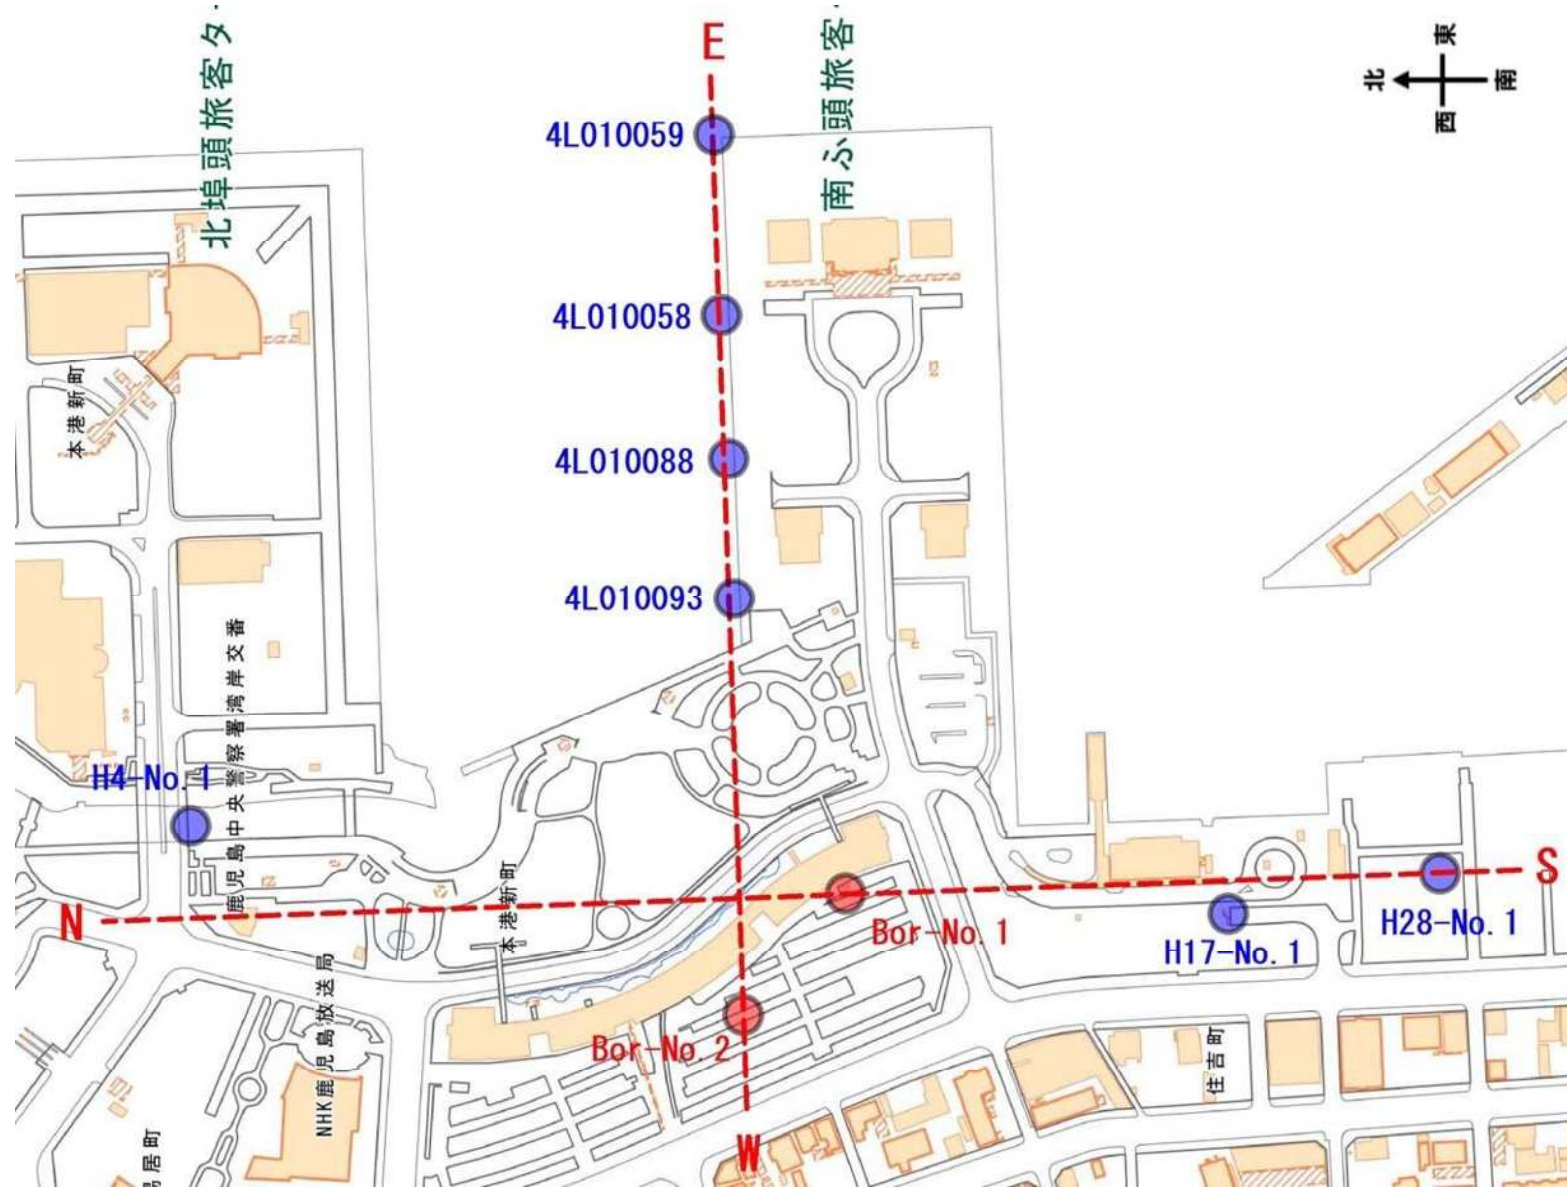 E
北埠頭旅客タ
南ふ頭旅客
東
北
南
西
4L010059
4L010058
本港新町
4L010088
4L010093
鹿児島中央警察署湾岸交番
H4-No.1
本港新町
N
S
Bor-No.1
H28-No.1
H17-No.1
NHK鹿児島放送局
Bor-No.2
住吉町
W
居町